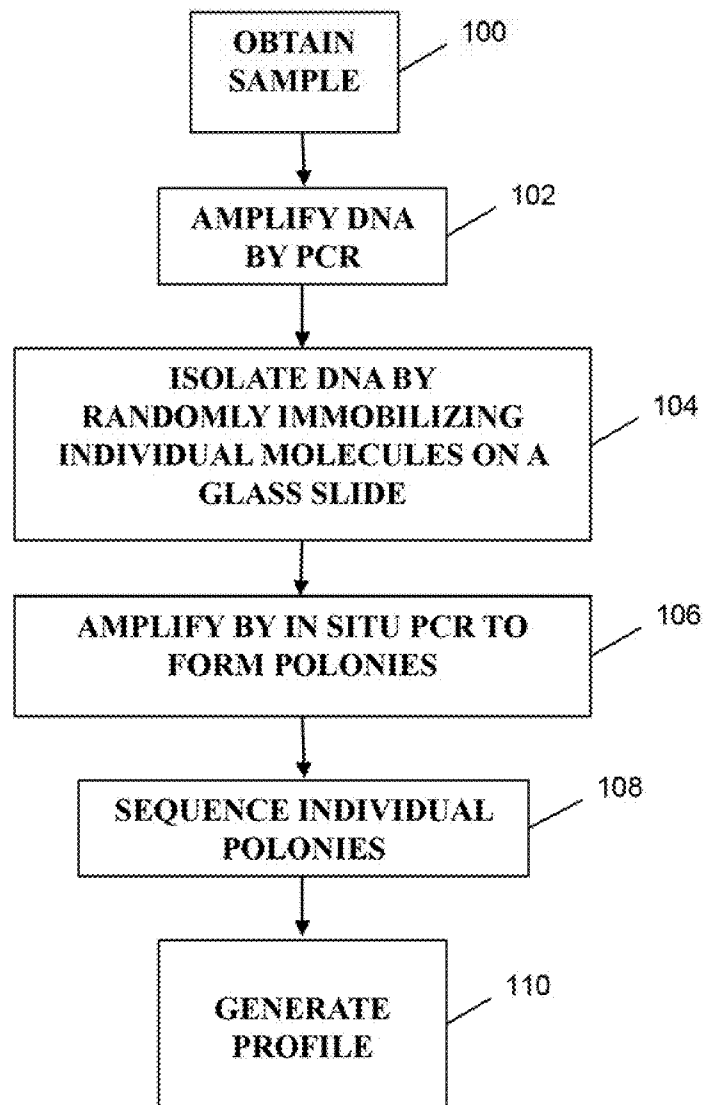 OBTAIN
SAMPLE
100
AMPLIFY DNA
BY PCR
102
ISOLATE DNA BY
RANDOMLY IMMOBILIZING
INDIVIDUAL MOLECULES ON A
GLASS SLIDE
104
AMPLIFY BY IN SITU PCR TO
FORM POLONIES
106
SEQUENCE INDIVIDUAL
POLONIES
108
GENERATE
PROFILE
110